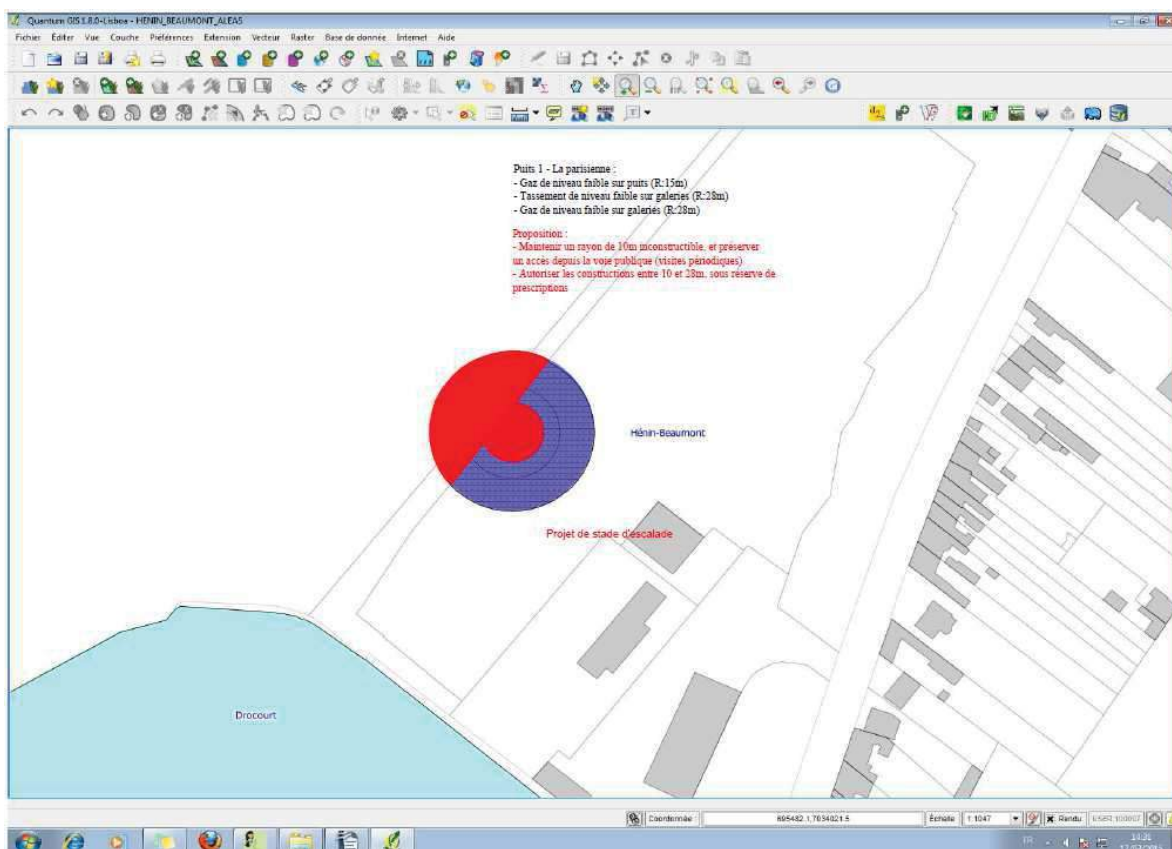 Quantum GIS 1.8.0-Lisboa - HENIN_BEAUMONT_ALEAS
Fichier Éditer Vue Couche Préférences Extension Vecteur Raster Base de donnée Internet Aide
Puits 1 - La parisienne :
- Gaz de niveau faible sur puits (R:15m)
- Tassement de niveau faible sur galeries (R:28m)
- Gaz de niveau faible sur galeries (R:28m)
Proposition :
- Maintenir un rayon de 10m inconstructible, et préserver
un accès depuis la voie publique (visites périodiques)
- Autoriser les constructions entre 10 et 28m, sous réserve de
prescriptions
Hénin-Beaumont
Projet de stade d'escalade
Drocourt
Coordonnée : 695482.1,7034021.5 Échelle 1:1047 Rendu
FR 14:31